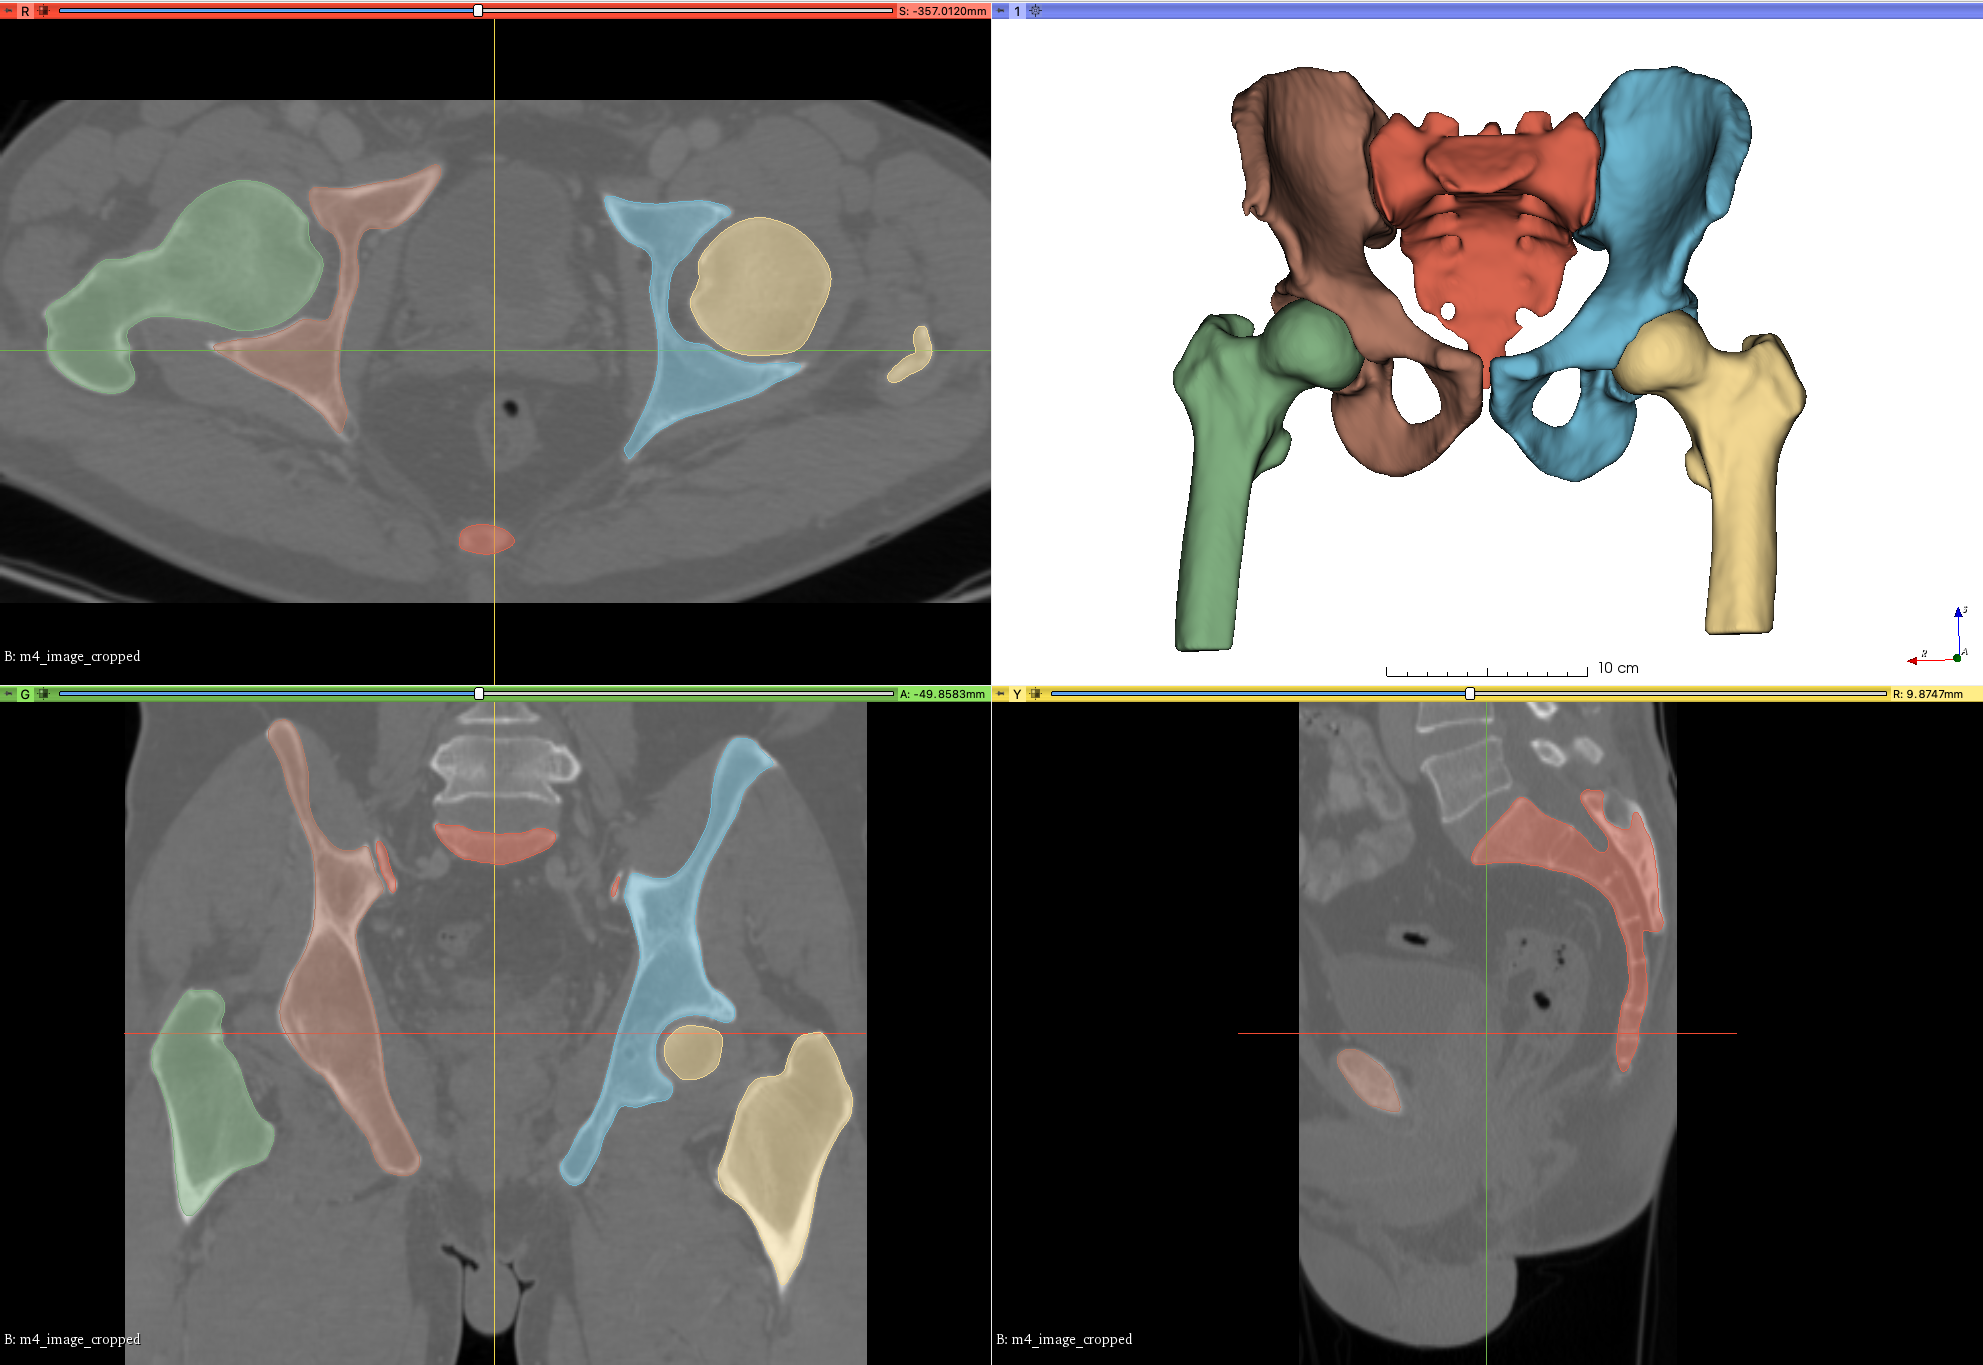 R
S: -357.0120mm
1
B: m4_image_cropped
10 cm
S
R
A
G
A: -49.8583mm
Y
R: 9.8747mm
B: m4_image_cropped
B: m4_image_cropped